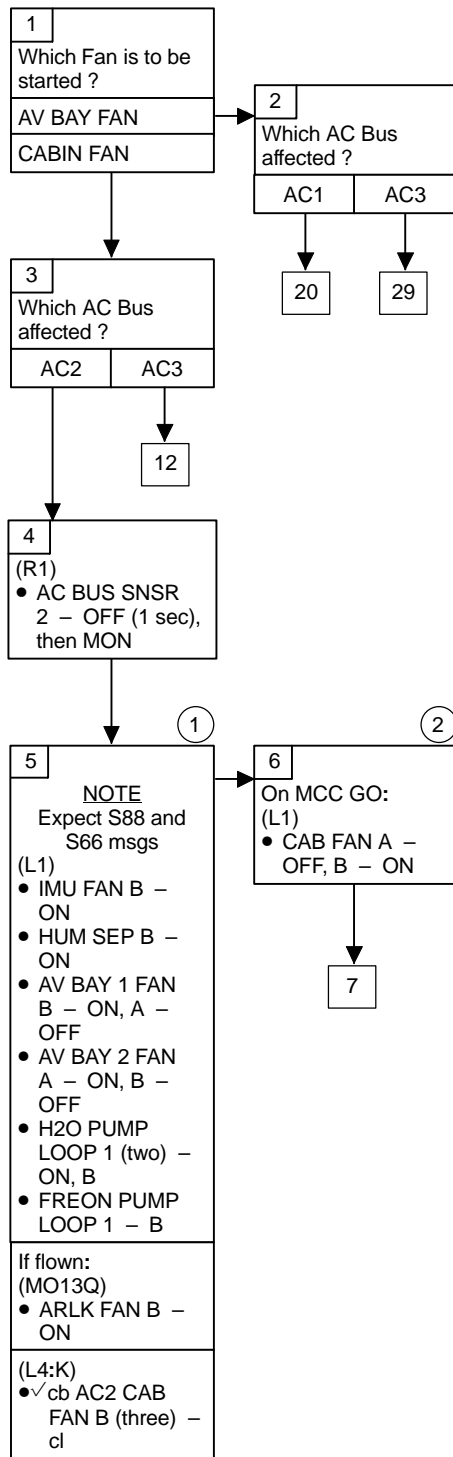 1
Which Fan is to be
started ?
AV BAY FAN
CABIN FAN
2
Which AC Bus
affected ?
AC1
AC3
20
29
3
Which AC Bus
affected ?
AC2
AC3
12
4
(R1)
● AC BUS SNSR
2 – OFF (1 sec),
then MON
1
5
NOTE
Expect S88 and
S66 msgs
(L1)
● IMU FAN B –
ON
● HUM SEP B –
ON
● AV BAY 1 FAN
B – ON, A –
OFF
● AV BAY 2 FAN
A – ON, B –
OFF
● H2O PUMP
LOOP 1 (two) –
ON, B
● FREON PUMP
LOOP 1 – B
If flown:
(MO13Q)
● ARLK FAN B –
ON
(L4:K)
●√cb AC2 CAB
FAN B (three) –
cl
2
6
On MCC GO:
(L1)
● CAB FAN A –
OFF, B – ON
7